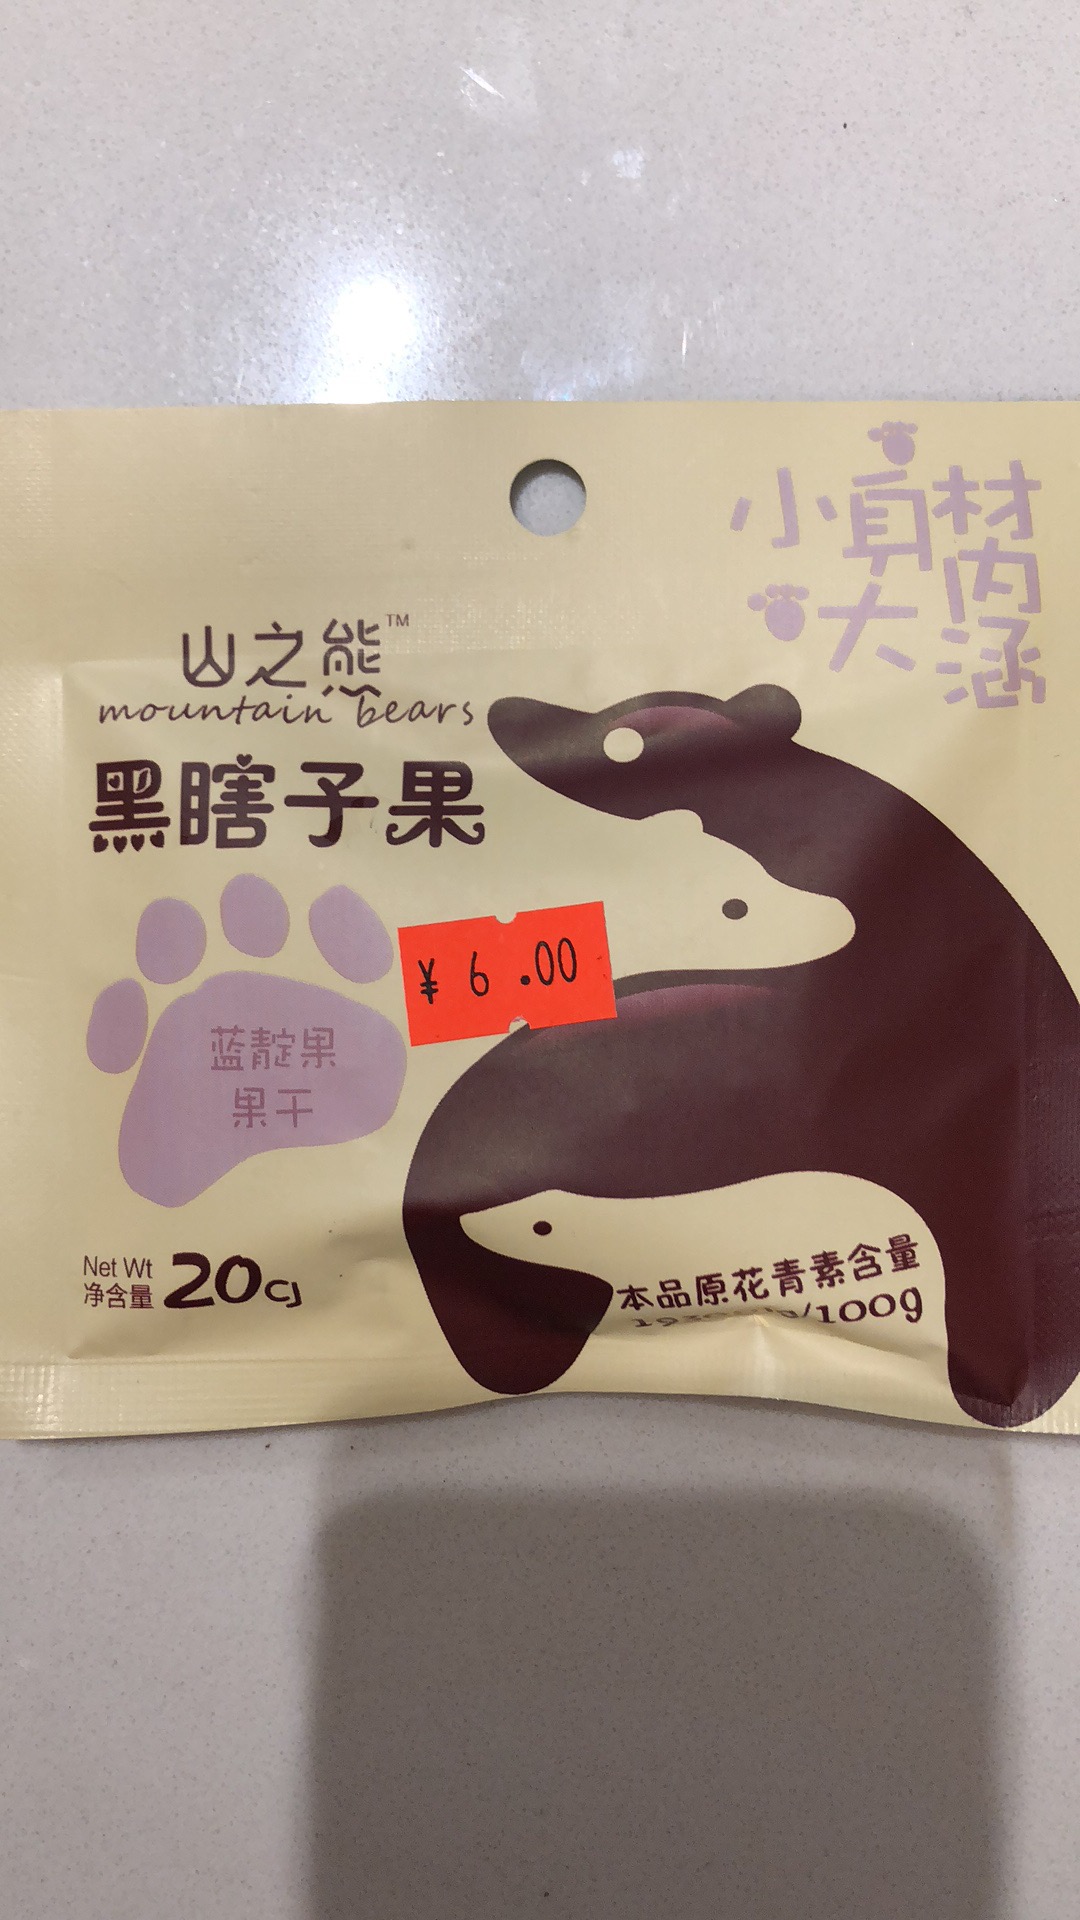 小身材
大内涵
山之熊™
mountain bears
黑瞎子果
¥ 6.00
蓝靛果
果干
Net Wt
净含量 20g
本品原花青素含量
/100g